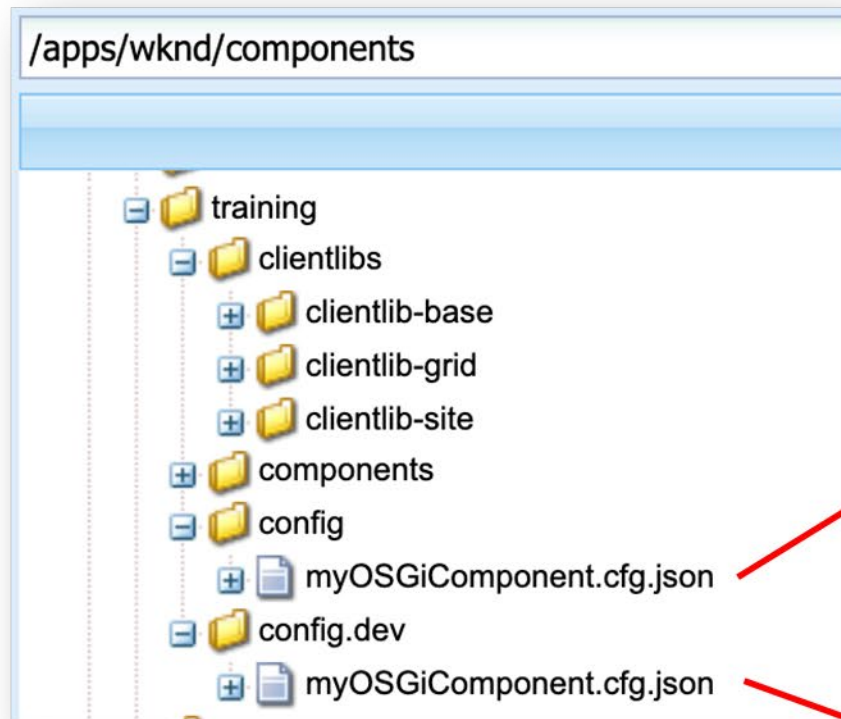 /apps/wknd/components
training
clientlibs
clientlib-base
clientlib-grid
clientlib-site
components
config
myOSGiComponent.cfg.json
config.dev
myOSGiComponent.cfg.json